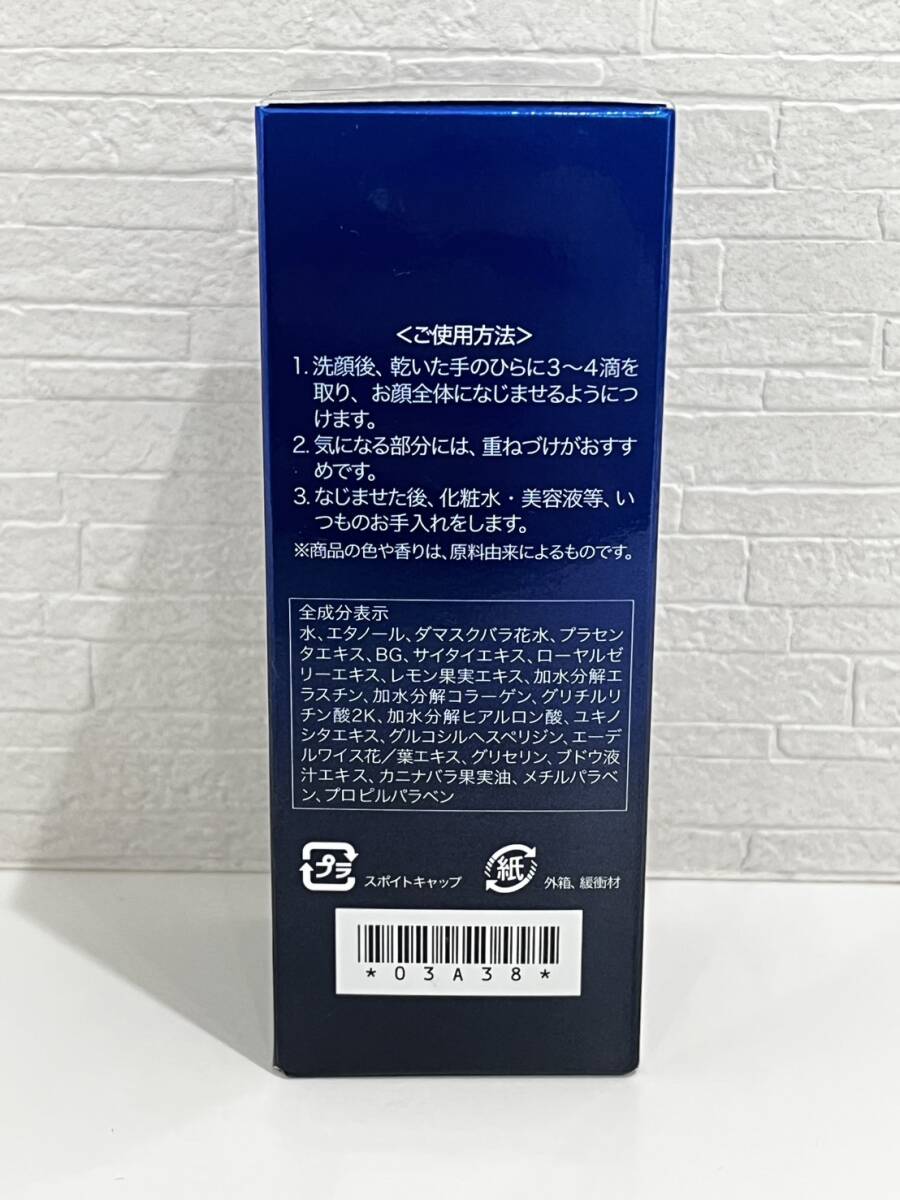 ＜ご使用方法＞
1. 洗顔後、乾いた手のひらに3〜4滴を
取り、お顔全体になじませるようにつ
けます。
2. 気になる部分には、重ねづけがおすす
めです。
3. なじませた後、化粧水・美容液等、い
つものお手入れをします。
※商品の色や香りは、原料由来によるものです。
全成分表示
水、エタノール、ダマスクバラ花水、プラセン
タエキス、BG、サイタイエキス、ローヤルゼ
リーエキス、レモン果実エキス、加水分解エ
ラスチン、加水分解コラーゲン、グリチルリ
チン酸2K、加水分解ヒアルロン酸、ユキノ
シタエキス、グルコシルヘスペリジン、エーデ
ルワイス花／葉エキス、グリセリン、ブドウ液
汁エキス、カニナバラ果実油、メチルパラベ
ン、プロピルパラベン
プラ スポイトキャップ 紙 外箱、緩衝材
*03A38*